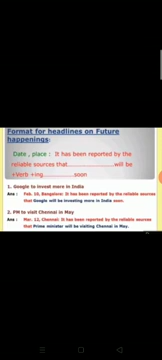 Format for headlines on Future
happenings:
Date , place : It has been reported by the
reliable sources that........................will be
+Verb +ing...............soon
1. Google to invest more in India
Ans : Feb. 10, Bangalore: It has been reported by the reliable sources
that Google will be investing more in India soon.
2. PM to visit Chennai in May
Ans : Mar. 12, Chennai: It has been reported by the reliable sources
that Prime minister will be visiting Chennai in May.